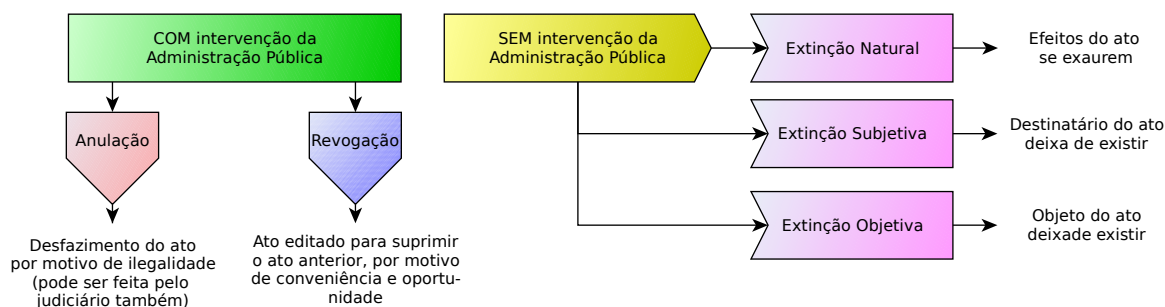 COM intervenção da
Administração Pública
Anulação
Revogação
Desfazimento do ato
por motivo de ilegalidade
(pode ser feita pelo
judiciário também)
Ato editado para suprimir
o ato anterior, por motivo
de conveniência e oportu-
nidade
SEM intervenção da
Administração Pública
Extinção Natural
Efeitos do ato
se exaurem
Extinção Subjetiva
Destinatário do ato
deixa de existir
Extinção Objetiva
Objeto do ato
deixade existir